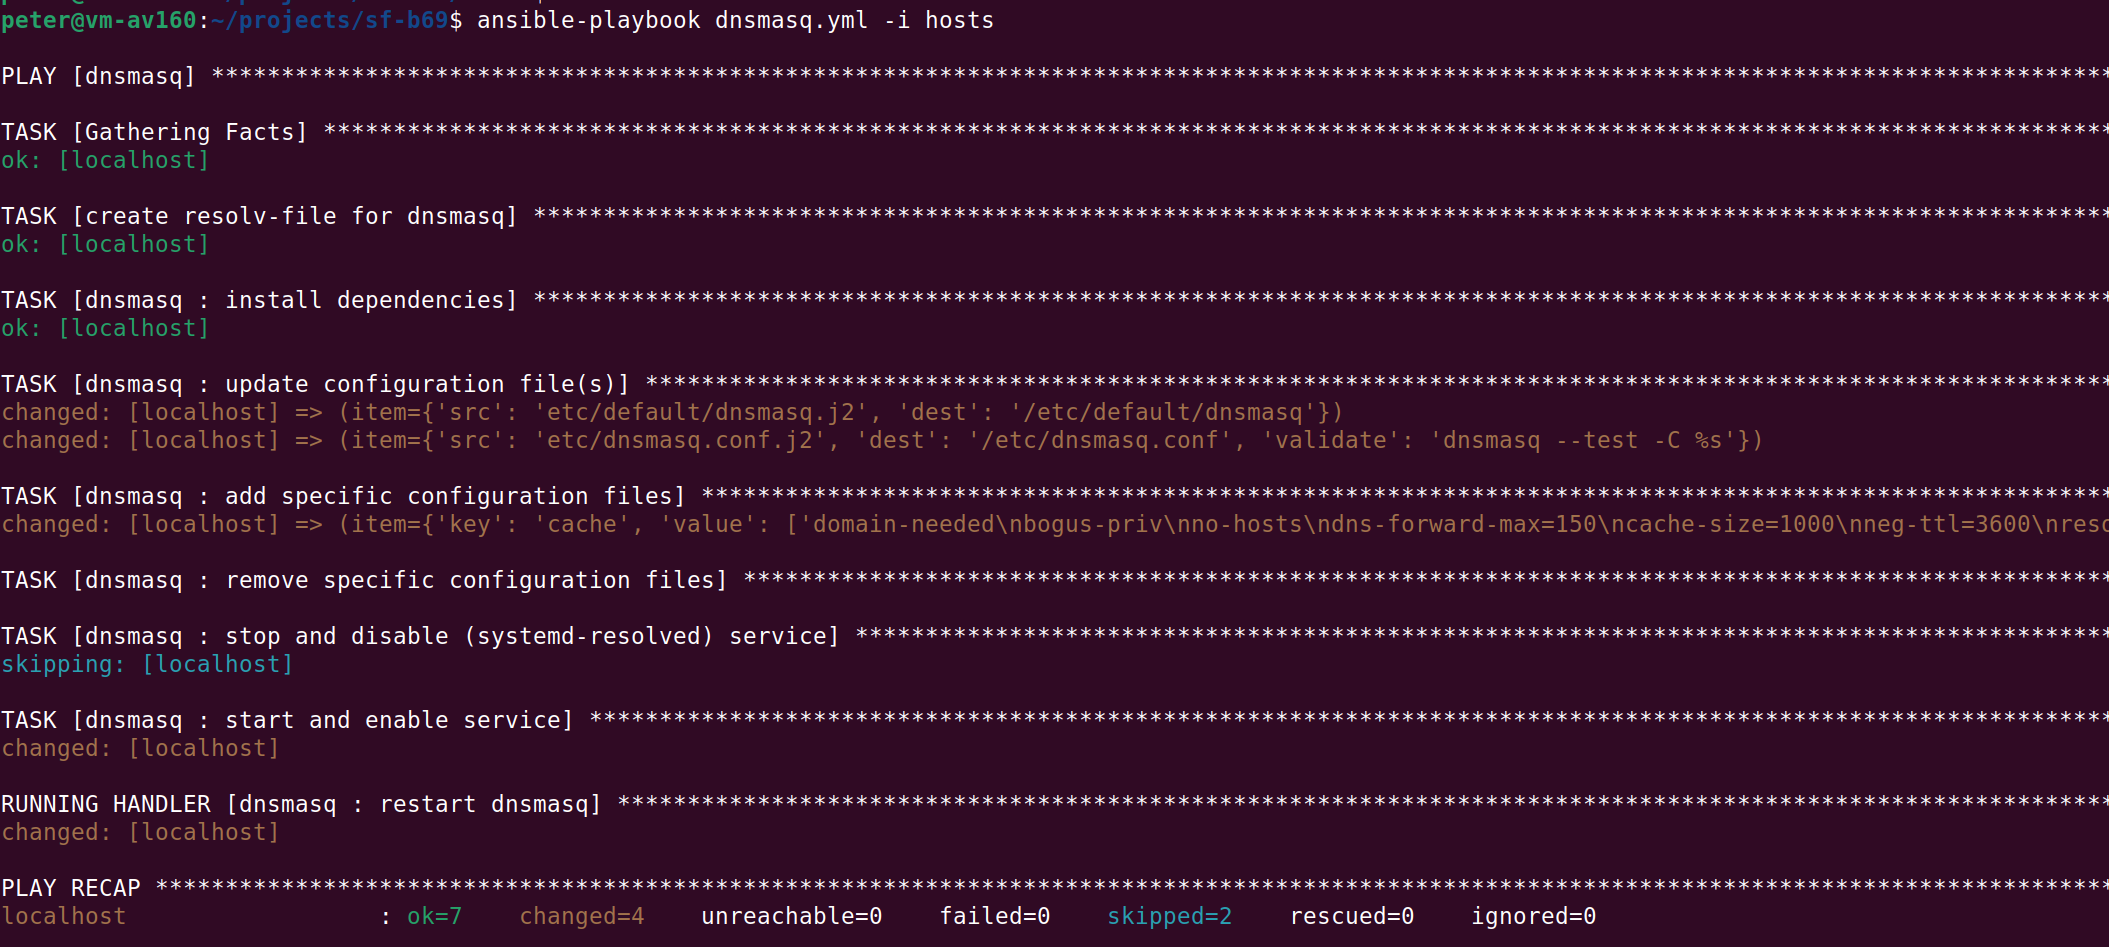 peter@vm-av160:~/projects/sf-b69$ ansible-playbook dnsmasq.yml -i hosts
PLAY [dnsmasq] ****************************************************************************************************************************************
TASK [Gathering Facts] ********************************************************************************************************************************
ok: [localhost]
TASK [create resolv-file for dnsmasq] *****************************************************************************************************************
ok: [localhost]
TASK [dnsmasq : install dependencies] *****************************************************************************************************************
ok: [localhost]
TASK [dnsmasq : update configuration file(s)] *********************************************************************************************************
changed: [localhost] => (item={'src': 'etc/default/dnsmasq.j2', 'dest': '/etc/default/dnsmasq'})
changed: [localhost] => (item={'src': 'etc/dnsmasq.conf.j2', 'dest': '/etc/dnsmasq.conf', 'validate': 'dnsmasq --test -C %s'})
TASK [dnsmasq : add specific configuration files] *****************************************************************************************************
changed: [localhost] => (item={'key': 'cache', 'value': ['domain-needed\nbogus-priv\nno-hosts\ndns-forward-max=150\ncache-size=1000\nneg-ttl=3600\nreso
TASK [dnsmasq : remove specific configuration files] **************************************************************************************************
TASK [dnsmasq : stop and disable (systemd-resolved) service] ******************************************************************************************
skipping: [localhost]
TASK [dnsmasq : start and enable service] *************************************************************************************************************
changed: [localhost]
RUNNING HANDLER [dnsmasq : restart dnsmasq] ***********************************************************************************************************
changed: [localhost]
PLAY RECAP ********************************************************************************************************************************************
localhost                  : ok=7    changed=4    unreachable=0    failed=0    skipped=2    rescued=0    ignored=0